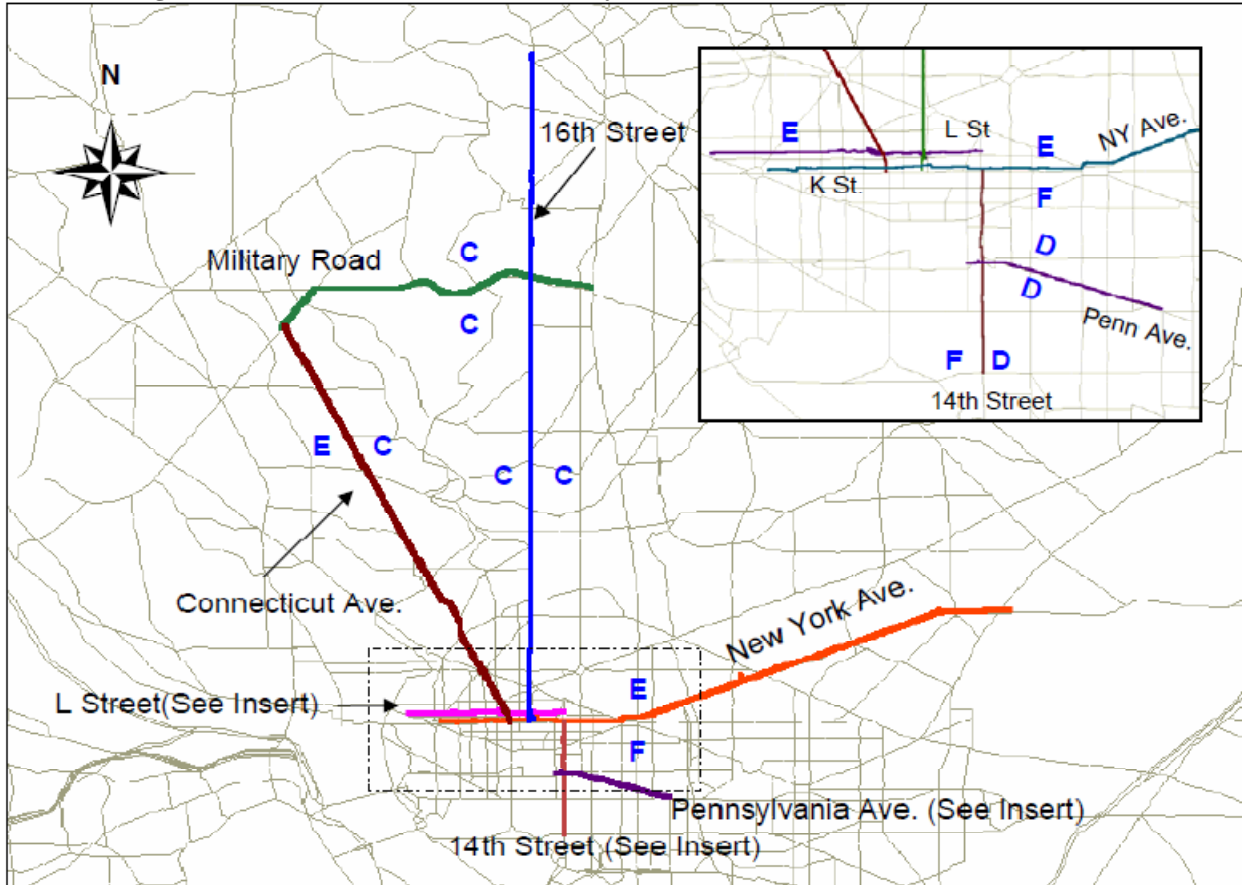 N
16th Street
Military Road
C
C
E C
C C
Connecticut Ave.
New York Ave.
L Street(See Insert)
E
F
Pennsylvania Ave. (See Insert)
14th Street (See Insert)
E
L St
E
NY Ave.
K St.
F
D
D
Penn Ave.
F D
14th Street